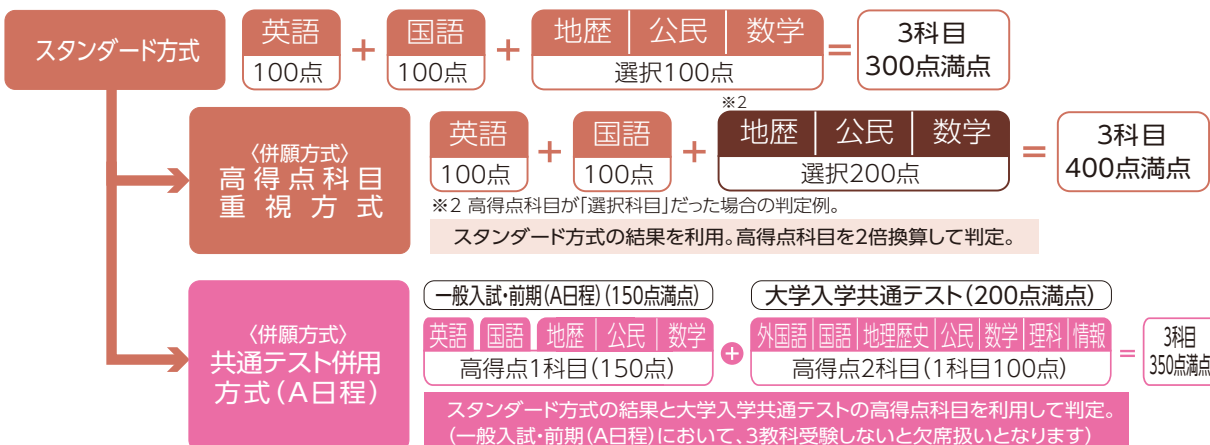 スタンダード方式
英語 + 国語 + 地歴 公民 数学 = 3科目
100点 100点 選択100点 300点満点
※2
〈併願方式〉
高得点科目
重視方式
英語 + 国語 + 地歴 公民 数学 = 3科目
100点 100点 選択200点 400点満点
※2 高得点科目が「選択科目」だった場合の判定例。
スタンダード方式の結果を利用。高得点科目を2倍換算して判定。
〈併願方式〉
共通テスト併用
方式(A日程)
一般入試・前期(A日程)(150点満点) 大学入学共通テスト(200点満点)
英語 国語 地歴 公民 数学 + 外国語 国語 地理歴史 公民 数学 理科 情報 = 3科目
高得点1科目(150点) 高得点2科目(1科目100点) 350点満点
スタンダード方式の結果と大学入学共通テストの高得点科目を利用して判定。
(一般入試・前期(A日程)において、3教科受験しないと欠席扱いとなります)